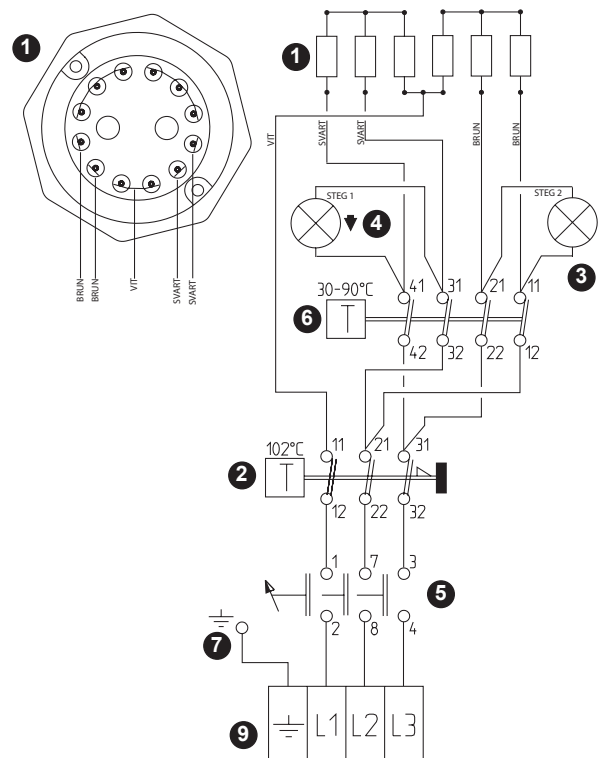 1
1
VIT
SVART
SVART
BRUN
BRUN
STEG 1
STEG 2
4
3
BRUN
BRUN
VIT
SVART
SVART
30-90°C
41
31
21
11
6
42
32
22
12
102°C
11
21
31
2
12
22
32
1
7
3
5
2
8
4
7
9
L1
L2
L3